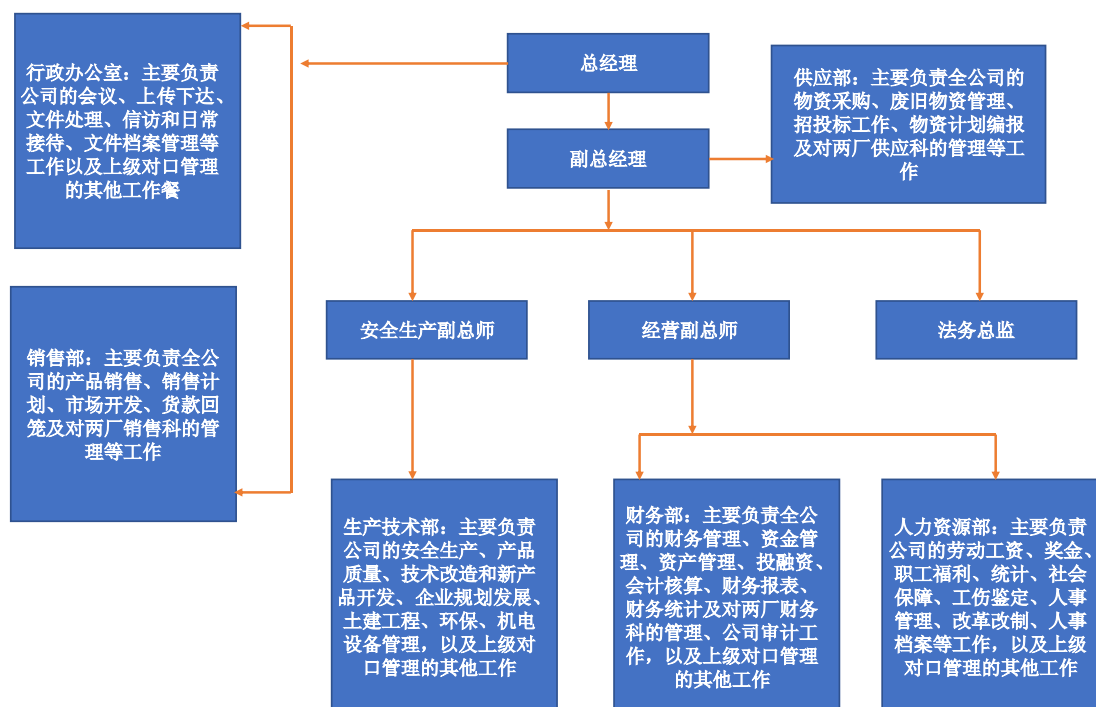 总经理
行政办公室：主要负责
公司的会议、上传下达、
文件处理、信访和日常
接待、文件档案管理等
工作以及上级对口管理
的其他工作餐
供应部：主要负责全公司的
物资采购、废旧物资管理、
招投标工作、物资计划编报
及对两厂供应科的管理等工
作
副总经理
安全生产副总师
经营副总师
法务总监
销售部：主要负责全公
司的产品销售、销售计
划、市场开发、货款回
笼及对两厂销售科的管
理等工作
生产技术部：主要负责
公司的安全生产、产品
质量、技术改造和新产
品开发、企业规划发展、
土建工程、环保、机电
设备管理，以及上级对
口管理的其他工作
财务部：主要负责全公
司的财务管理、资金管
理、资产管理、投融资、
会计核算、财务报表、
财务统计及对两厂财务
科的管理、公司审计工
作，以及上级对口管理
的其他工作
人力资源部：主要负责
公司的劳动工资、奖金、
职工福利、统计、社会
保障、工伤鉴定、人事
管理、改革改制、人事
档案等工作，以及上级
对口管理的其他工作